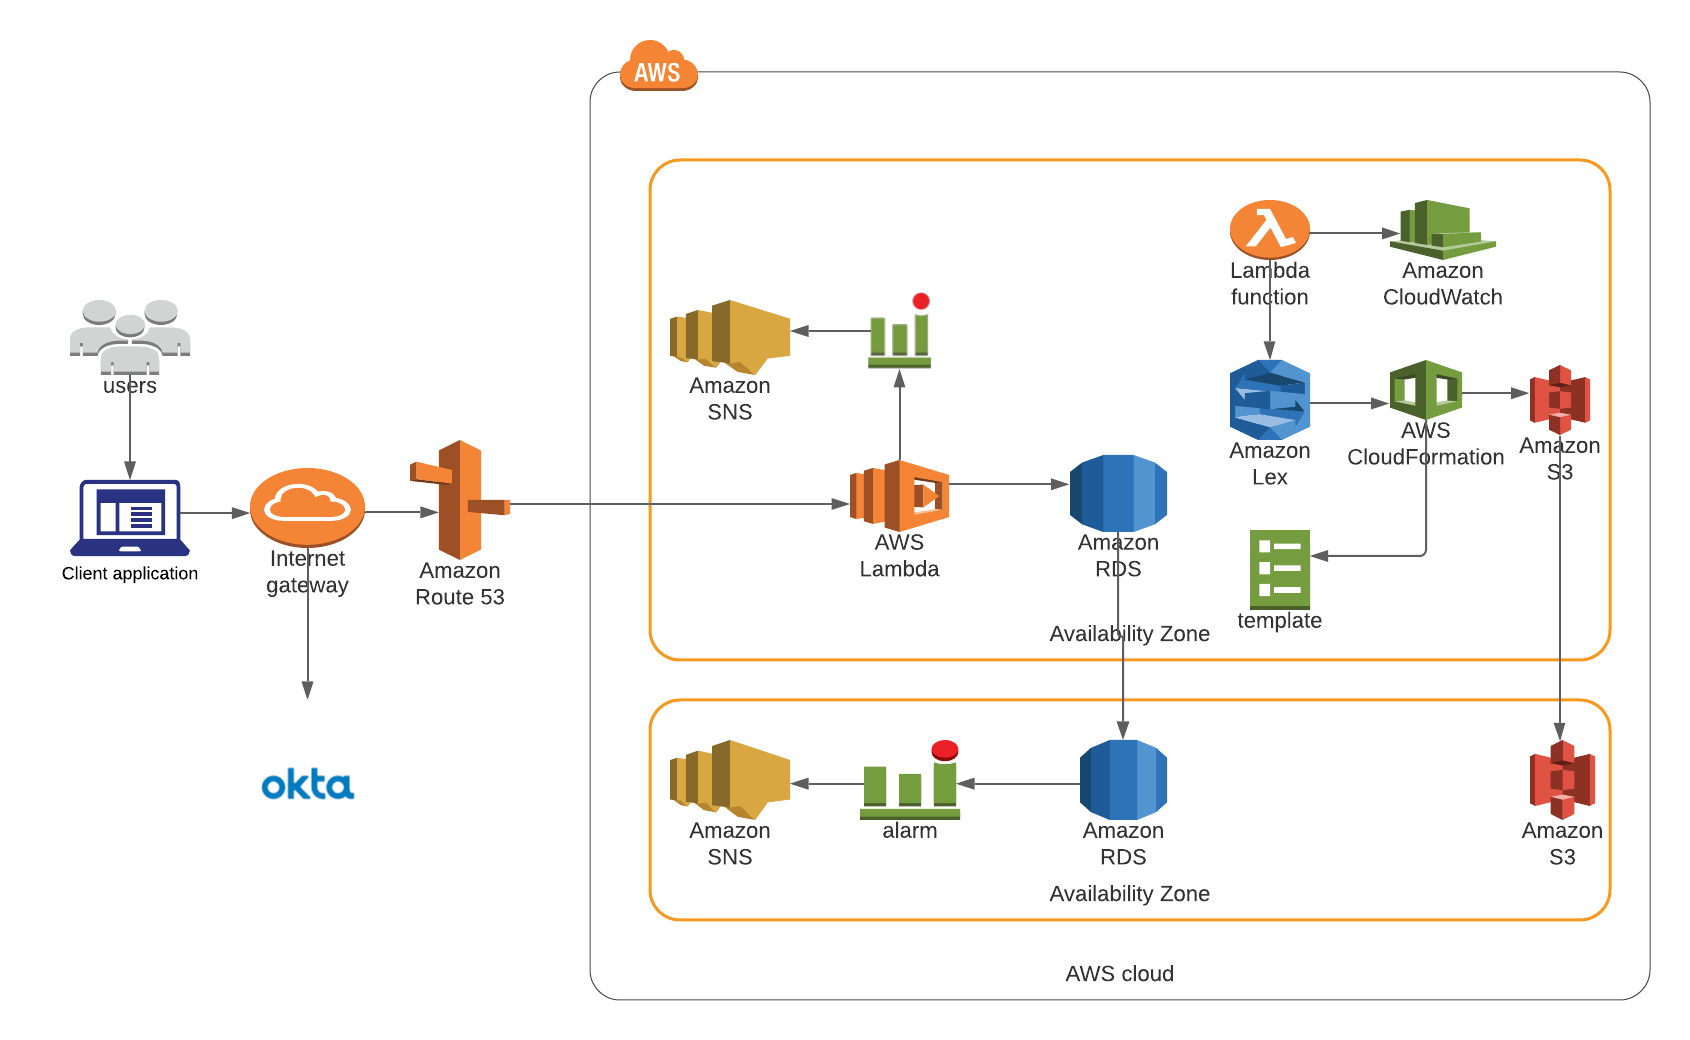 AWS
Lambda
function
Amazon
CloudWatch
users
Amazon
SNS
AWS
CloudFormation
Amazon
Lex
Amazon
S3
Client application
Internet
gateway
Amazon
Route 53
AWS
Lambda
Amazon
RDS
template
Availability Zone
okta
Amazon
SNS
alarm
Amazon
RDS
Amazon
S3
Availability Zone
AWS cloud